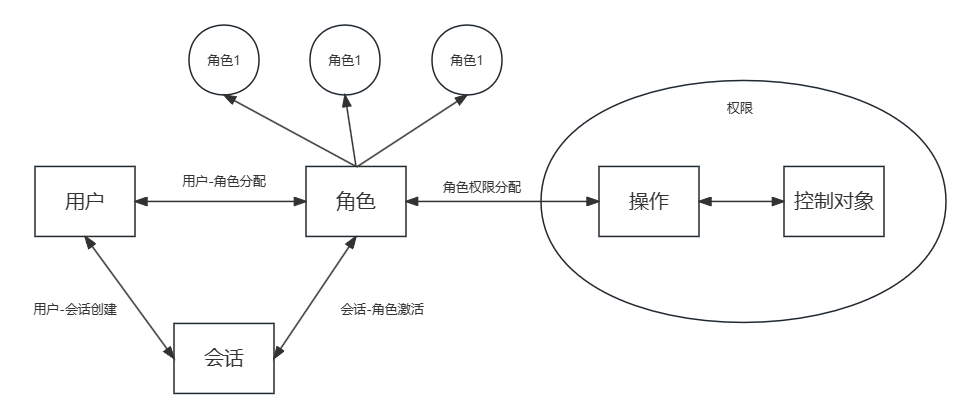 角色1
角色1
角色1
权限
用户-角色分配
角色权限分配
用户
角色
操作
控制对象
用户-会话创建
会话-角色激活
会话